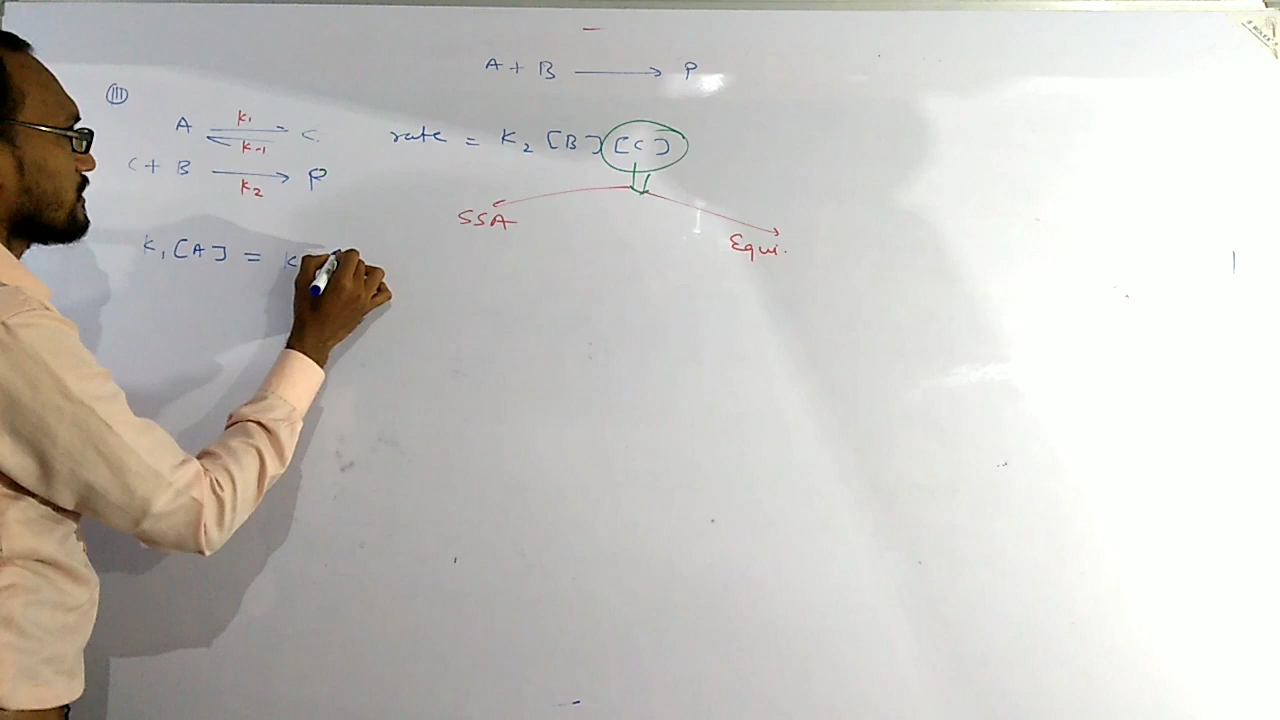 A + B ⟶ P
(III)
A ⇌ C
K1
K-1
rate = K2 [B] [C]
C + B ⟶ P
K2
SSA
Equi.
K1 [A] = K